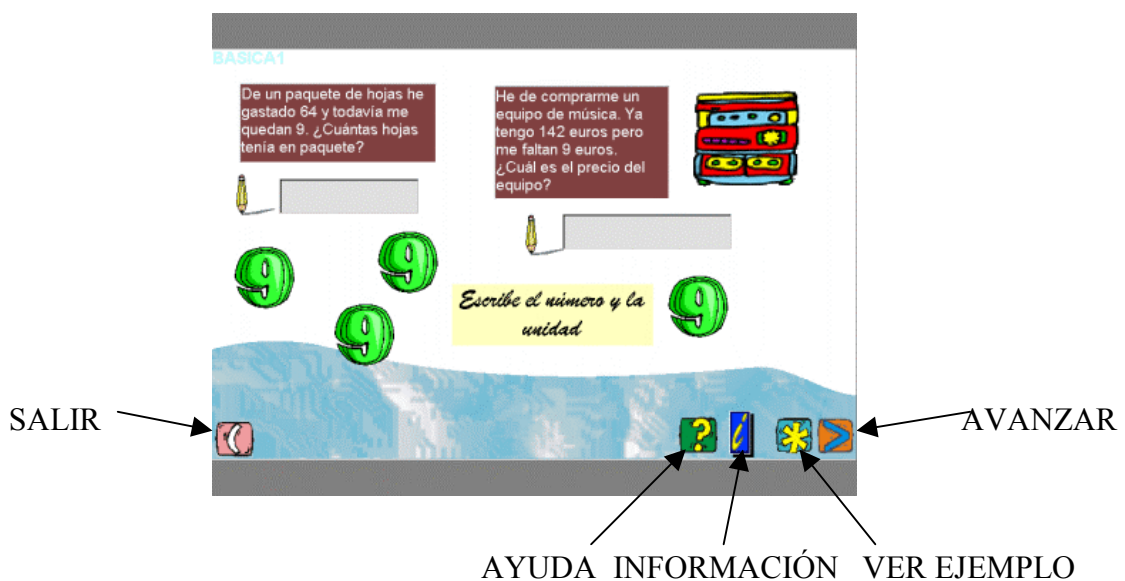 BASICA1
De un paquete de hojas he
gastado 64 y todavía me
quedan 9. ¿Cuántas hojas
tenía en paquete?
He de comprarme un
equipo de música. Ya
tengo 142 euros pero
me faltan 9 euros.
¿Cuál es el precio del
equipo?
9
9
9
9
Escribe el número y la
unidad
SALIR
?
i
*
>
AVANZAR
AYUDA INFORMACIÓN VER EJEMPLO